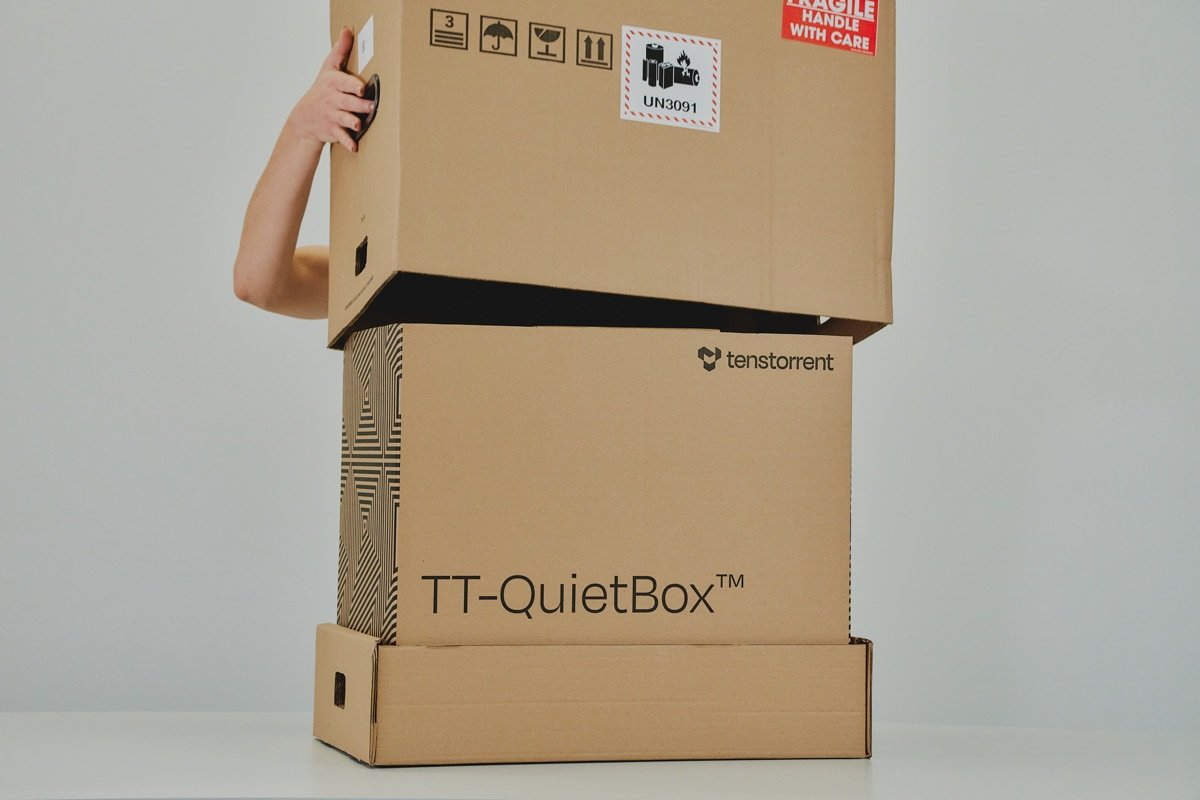 3
FRAGILE
HANDLE
WITH CARE
UN3091
tenstorrent
TT-QuietBox™